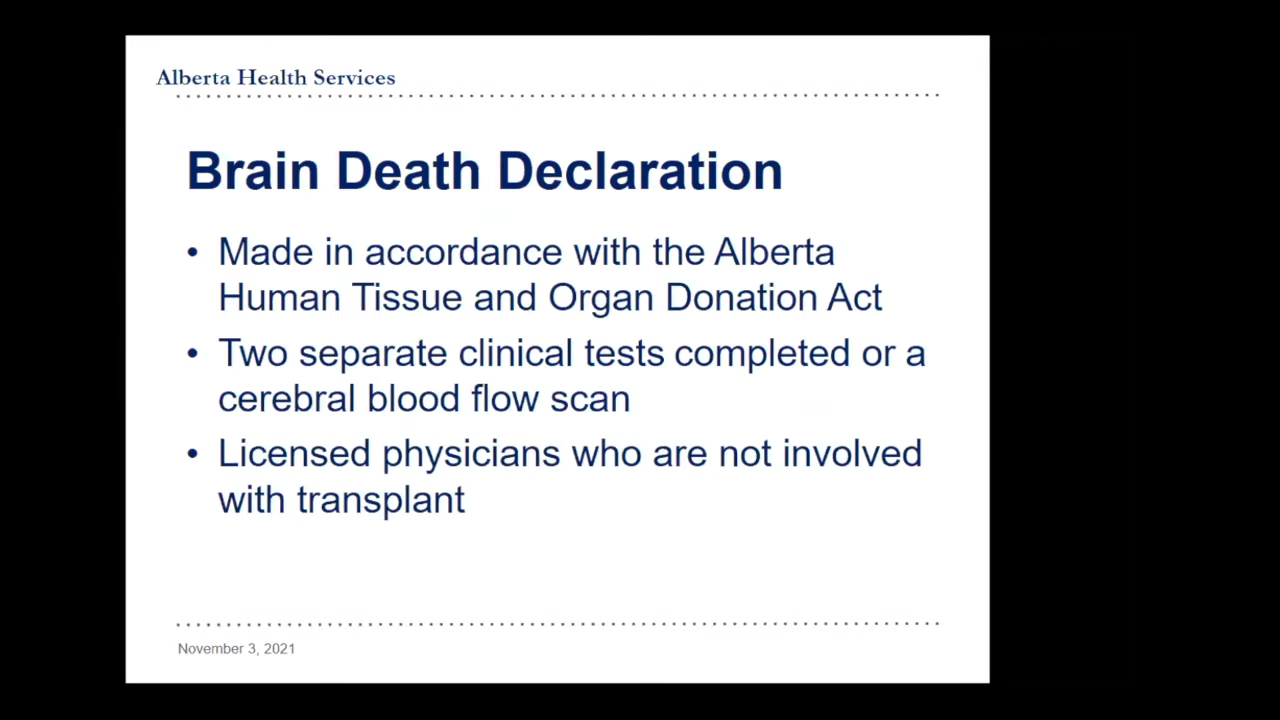 Alberta Health Services
Brain Death Declaration
• Made in accordance with the Alberta
Human Tissue and Organ Donation Act
• Two separate clinical tests completed or a
cerebral blood flow scan
• Licensed physicians who are not involved
with transplant
November 3, 2021